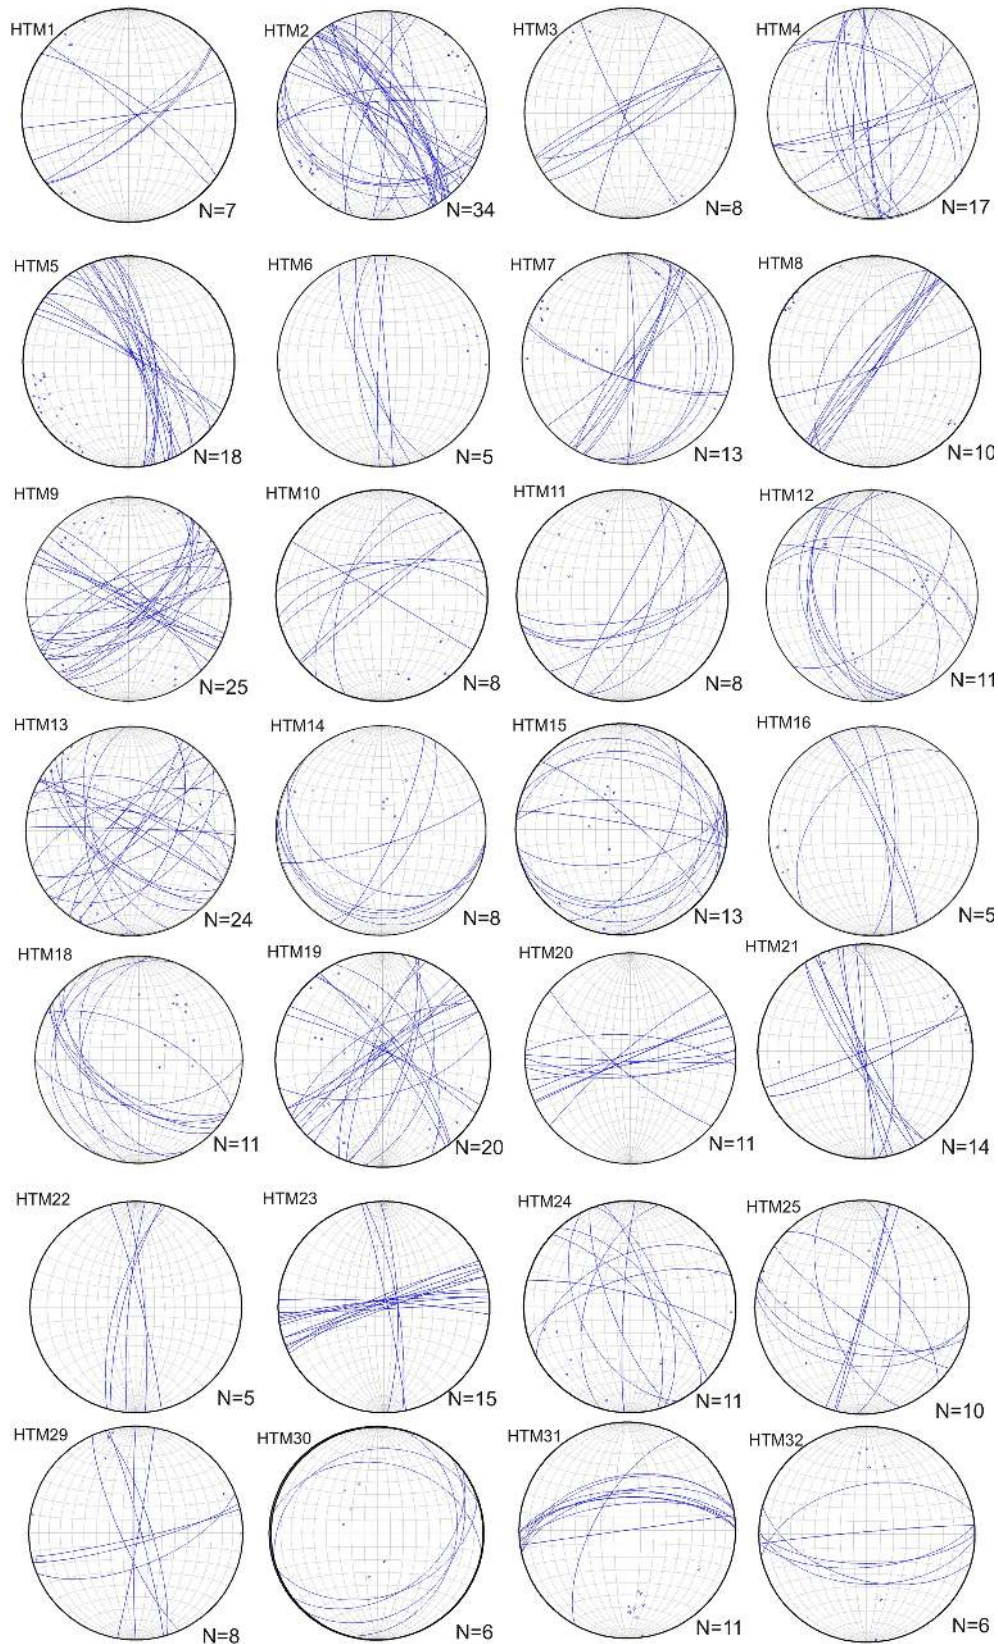 HTM1
HTM2
HTM3
HTM4
N=7
N=34
N=8
N=17
HTM5
HTM6
HTM7
HTM8
N=18
N=5
N=13
N=10
HTM9
HTM10
HTM11
HTM12
N=25
N=8
N=8
N=11
HTM13
HTM14
HTM15
HTM16
N=24
N=8
N=13
N=5
HTM18
HTM19
HTM20
HTM21
N=11
N=20
N=11
N=14
HTM22
HTM23
HTM24
HTM25
N=5
N=15
N=11
N=10
HTM29
HTM30
HTM31
HTM32
N=8
N=6
N=11
N=6